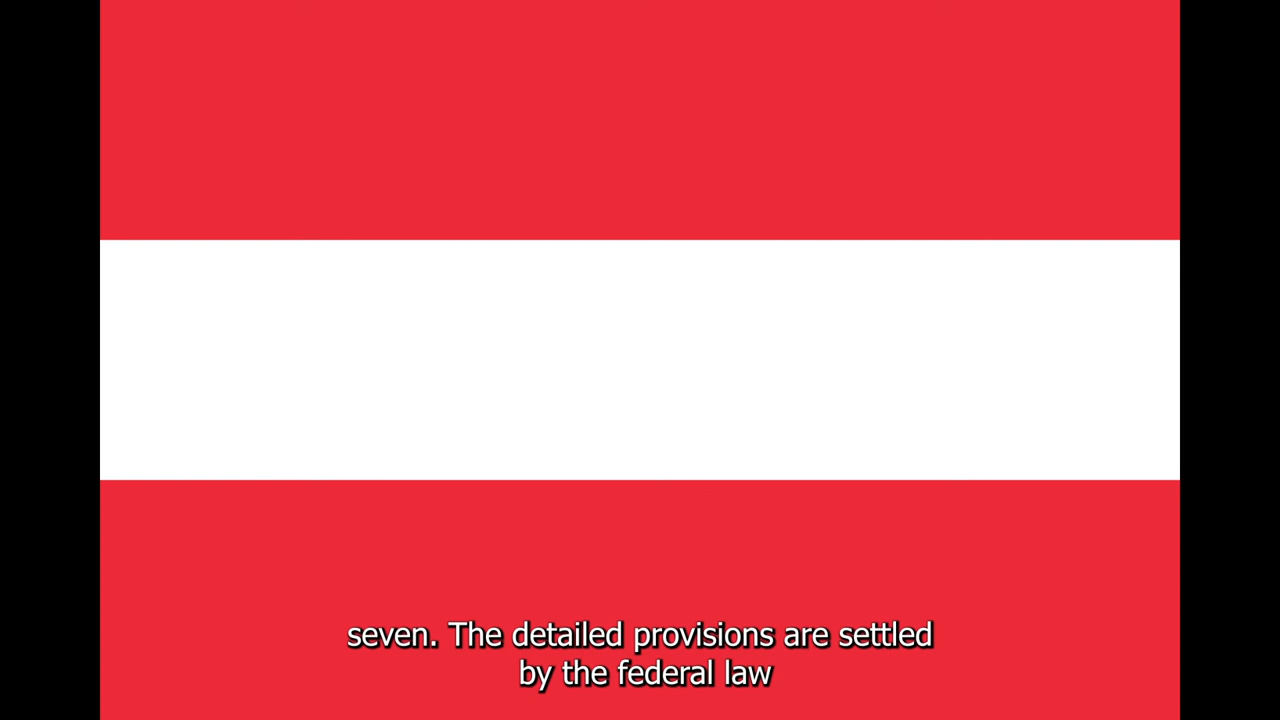 seven. The detailed provisions are settled
by the federal law